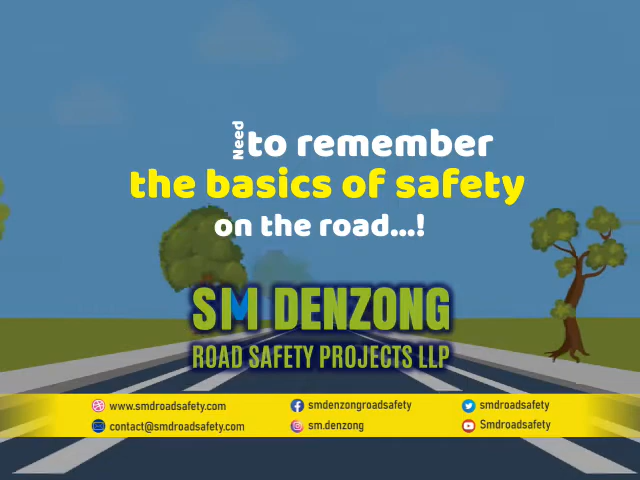 Need to remember
the basics of safety
on the road...!
SM DENZONG
ROAD SAFETY PROJECTS LLP
www.smdroadsafety.com
smdenzongroadsafety
smdroadsafety
contact@smdroadsafety.com
sm.denzong
Smdroadsafety